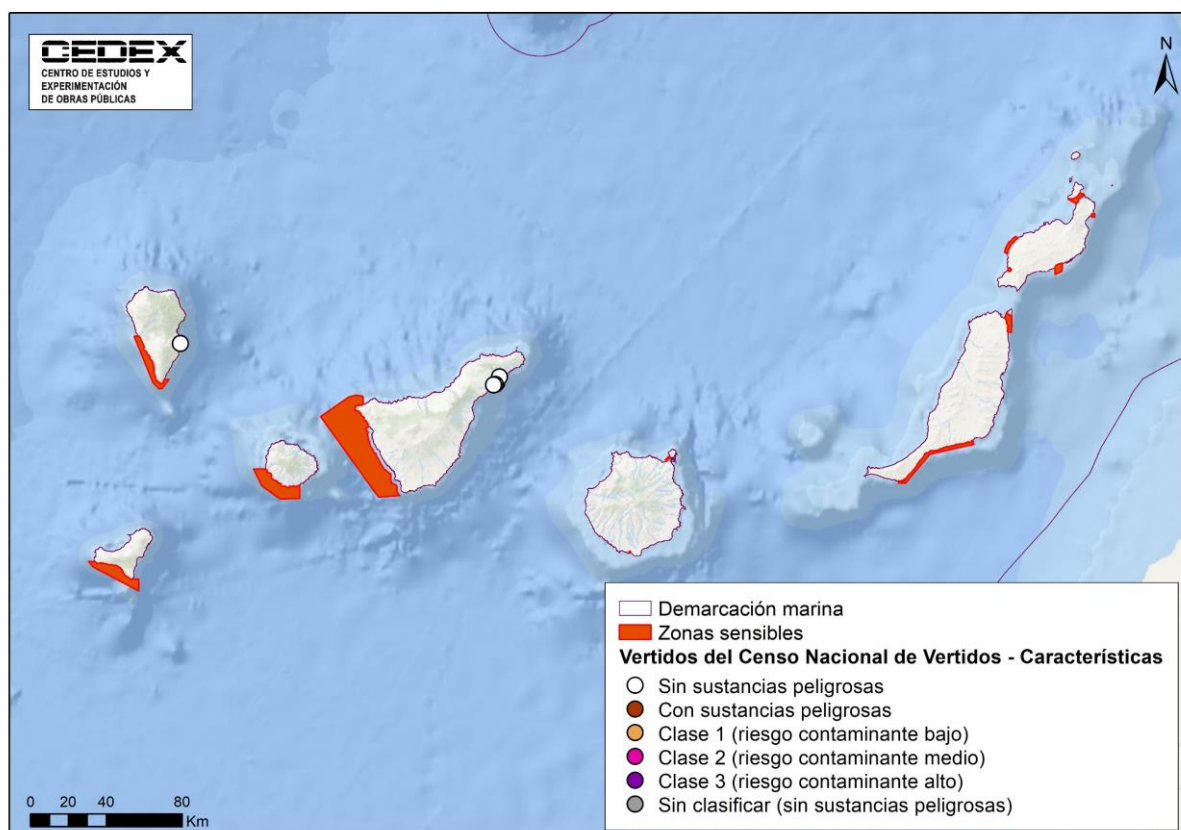 CEDEX
CENTRO DE ESTUDIOS Y
EXPERIMENTACIÓN
DE OBRAS PÚBLICAS
N
Demarcación marina
Zonas sensibles
Vertidos del Censo Nacional de Vertidos - Características
Sin sustancias peligrosas
Con sustancias peligrosas
Clase 1 (riesgo contaminante bajo)
Clase 2 (riesgo contaminante medio)
Clase 3 (riesgo contaminante alto)
Sin clasificar (sin sustancias peligrosas)
0 20 40 80
Km